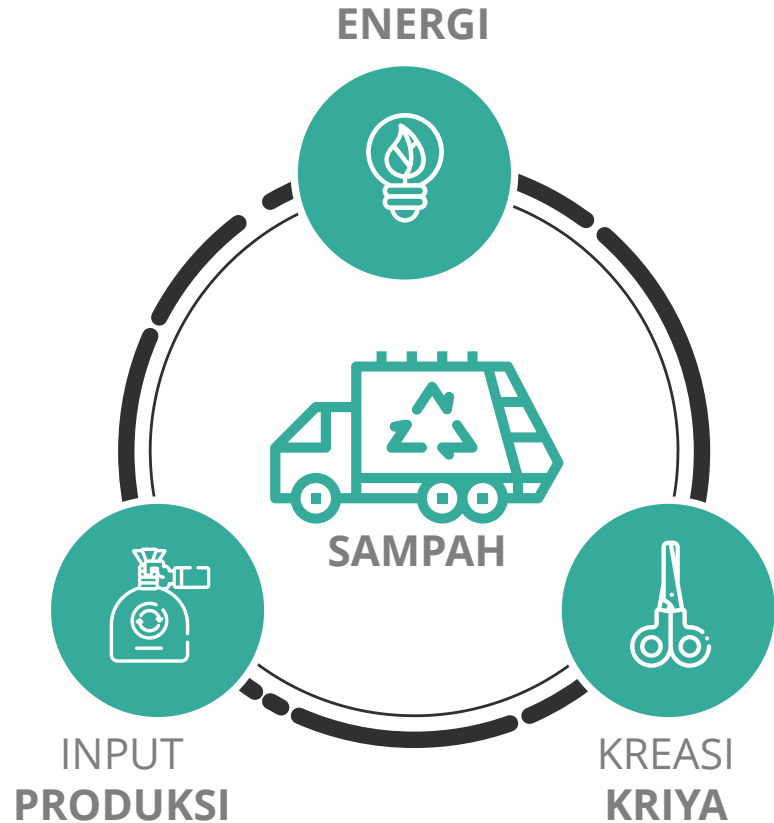 ENERGI
SAMPAH
INPUT
PRODUKSI
KREASI
KRIYA